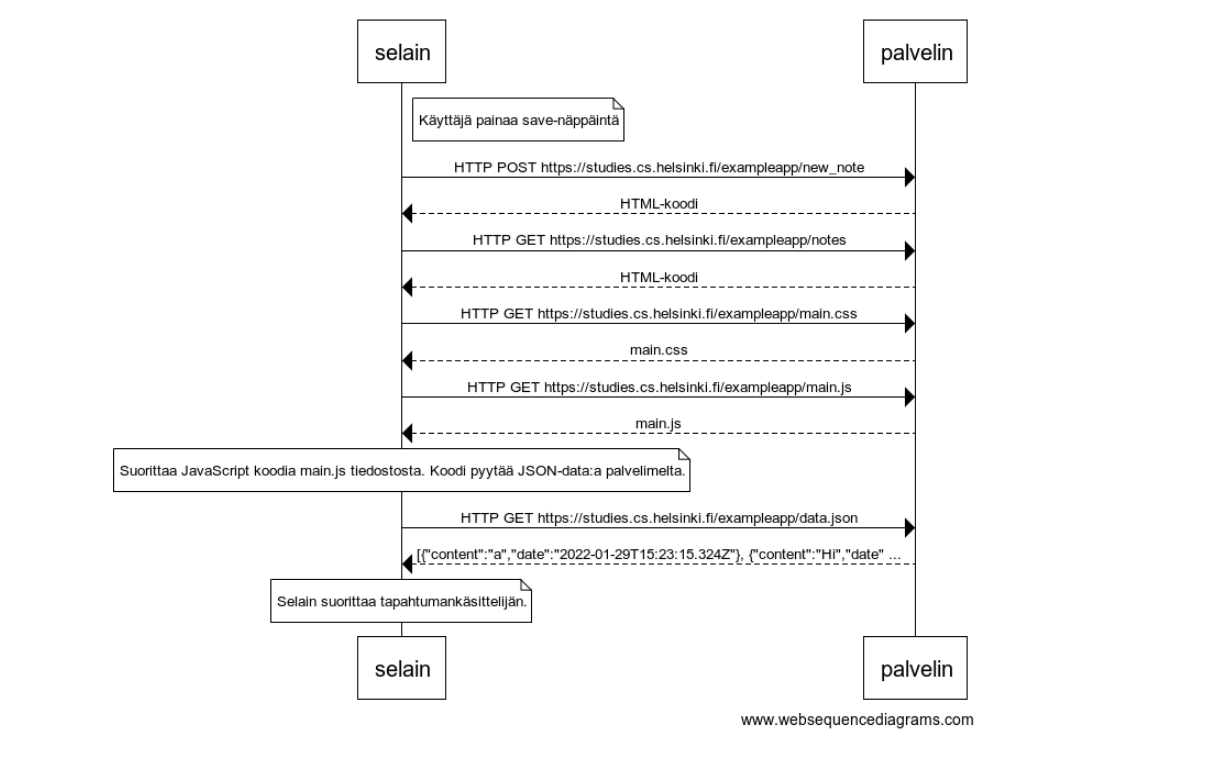 selain
palvelin
Käyttäjä painaa save-näppäintä
HTTP POST https://studies.cs.helsinki.fi/exampleapp/new_note
HTML-koodi
HTTP GET https://studies.cs.helsinki.fi/exampleapp/notes
HTML-koodi
HTTP GET https://studies.cs.helsinki.fi/exampleapp/main.css
main.css
HTTP GET https://studies.cs.helsinki.fi/exampleapp/main.js
main.js
Suorittaa JavaScript koodia main.js tiedostosta. Koodi pyytää JSON-data:a palvelimelta.
HTTP GET https://studies.cs.helsinki.fi/exampleapp/data.json
[{"content":"a","date":"2022-01-29T15:23:15.324Z"}, {"content":"Hi","date" ...
Selain suorittaa tapahtumankäsittelijän.
selain
palvelin
www.websequencediagrams.com